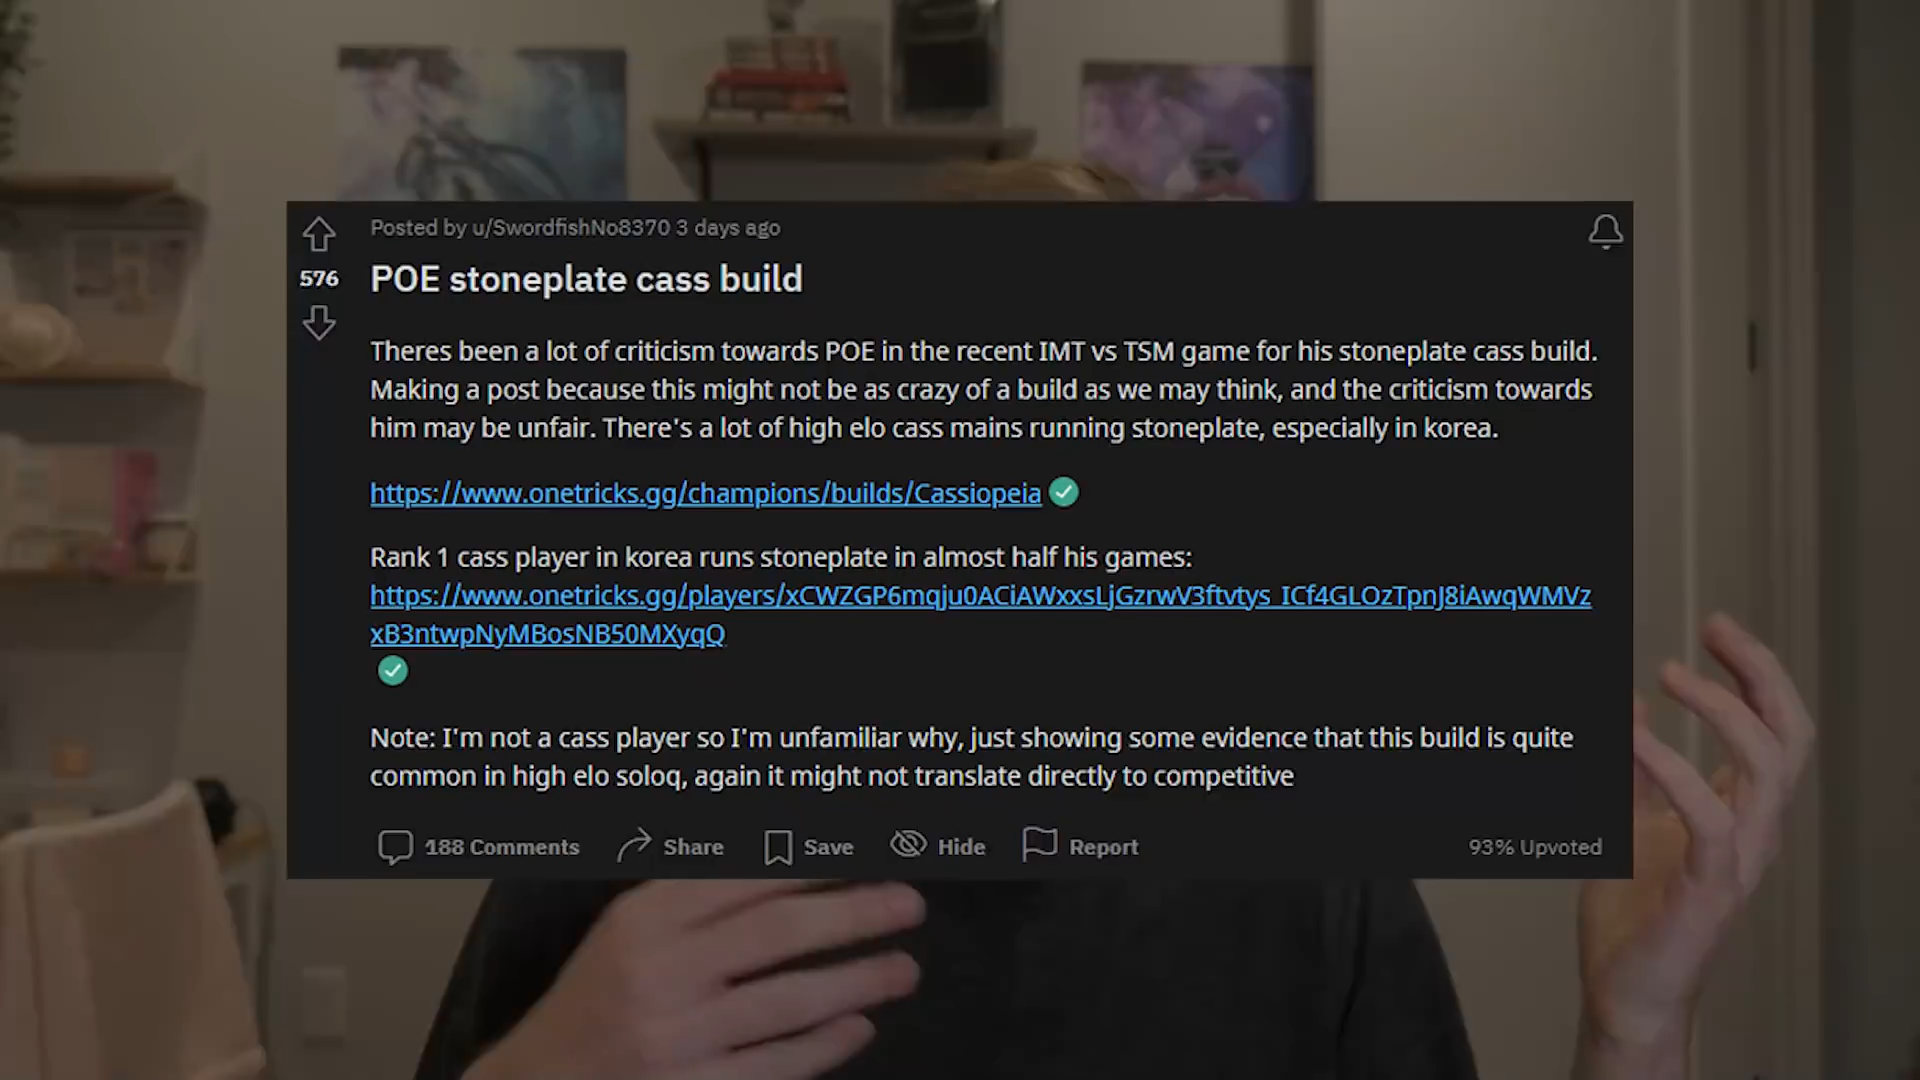 Posted by u/SwordfishNo8370 3 days ago
576
POE stoneplate cass build
Theres been a lot of criticism towards POE in the recent IMT vs TSM game for his stoneplate cass build.
Making a post because this might not be as crazy of a build as we may think, and the criticism towards
him may be unfair. There's a lot of high elo cass mains running stoneplate, especially in korea.
https://www.onetricks.gg/champions/builds/Cassiopeia
Rank 1 cass player in korea runs stoneplate in almost half his games:
https://www.onetricks.gg/players/xCWZGP6mqju0ACiAWxxsLjGzrwV3ftvtys_ICf4GLOzTpnJ8iAwqWMVz
xB3ntwpNyMBosNB50MXyqQ
Note: I'm not a cass player so I'm unfamiliar why, just showing some evidence that this build is quite
common in high elo soloq, again it might not translate directly to competitive
188 Comments Share Save Hide Report 93% Upvoted